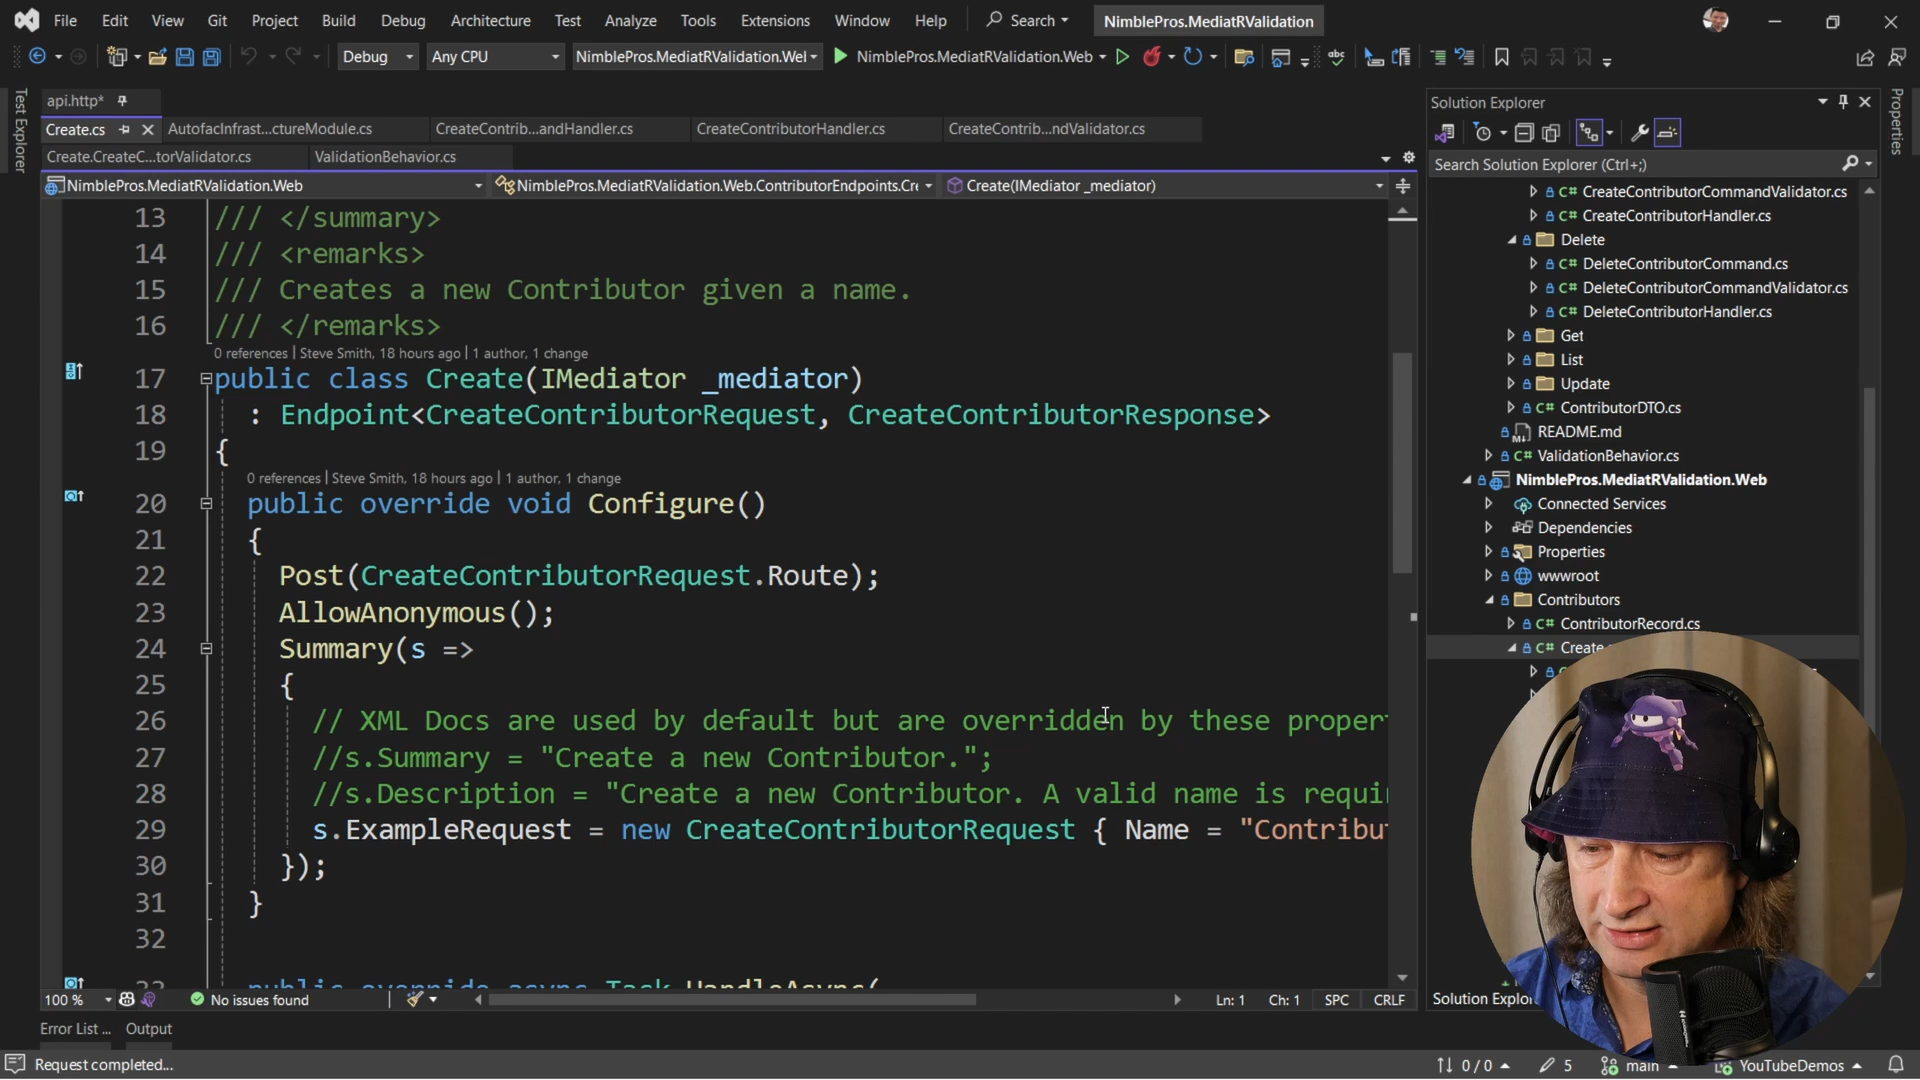 File Edit View Git Project Build Debug Architecture Test Analyze Tools Extensions Window Help Search NimblePros.MediatRValidation
Debug Any CPU NimblePros.MediatRValidation.Wel NimblePros.MediatRValidation.Web
Test Explorer
api.http*
Create.cs AutofacInfrast...ctureModule.cs CreateContrib...andHandler.cs CreateContributorHandler.cs CreateContrib...ndValidator.cs
Create.CreateC...torValidator.cs ValidationBehavior.cs
NimblePros.MediatRValidation.Web NimblePros.MediatRValidation.Web.ContributorEndpoints.Cre Create(IMediator _mediator)
13 /// </summary>
14 /// <remarks>
15 /// Creates a new Contributor given a name.
16 /// </remarks>
0 references | Steve Smith, 18 hours ago | 1 author, 1 change
17 public class Create(IMediator _mediator)
18 : Endpoint<CreateContributorRequest, CreateContributorResponse>
19 {
0 references | Steve Smith, 18 hours ago | 1 author, 1 change
20 public override void Configure()
21 {
22 Post(CreateContributorRequest.Route);
23 AllowAnonymous();
24 Summary(s =>
25 {
26 // XML Docs are used by default but are overridden by these propert
27 //s.Summary = "Create a new Contributor.";
28 //s.Description = "Create a new Contributor. A valid name is requi
29 s.ExampleRequest = new CreateContributorRequest { Name = "Contribut
30 });
31 }
32
33 public override async Task HandleAsync(
100 % No issues found Ln: 1 Ch: 1 SPC CRLF
Error List ... Output
Request completed... 0 / 0 5 main YouTubeDemos
Solution Explorer
Properties
Search Solution Explorer (Ctrl+;)
C# CreateContributorCommandValidator.cs
C# CreateContributorHandler.cs
Delete
C# DeleteContributorCommand.cs
C# DeleteContributorCommandValidator.cs
C# DeleteContributorHandler.cs
Get
List
Update
C# ContributorDTO.cs
README.md
C# ValidationBehavior.cs
NimblePros.MediatRValidation.Web
Connected Services
Dependencies
Properties
wwwroot
Contributors
C# ContributorRecord.cs
C# Create
Solution Explor